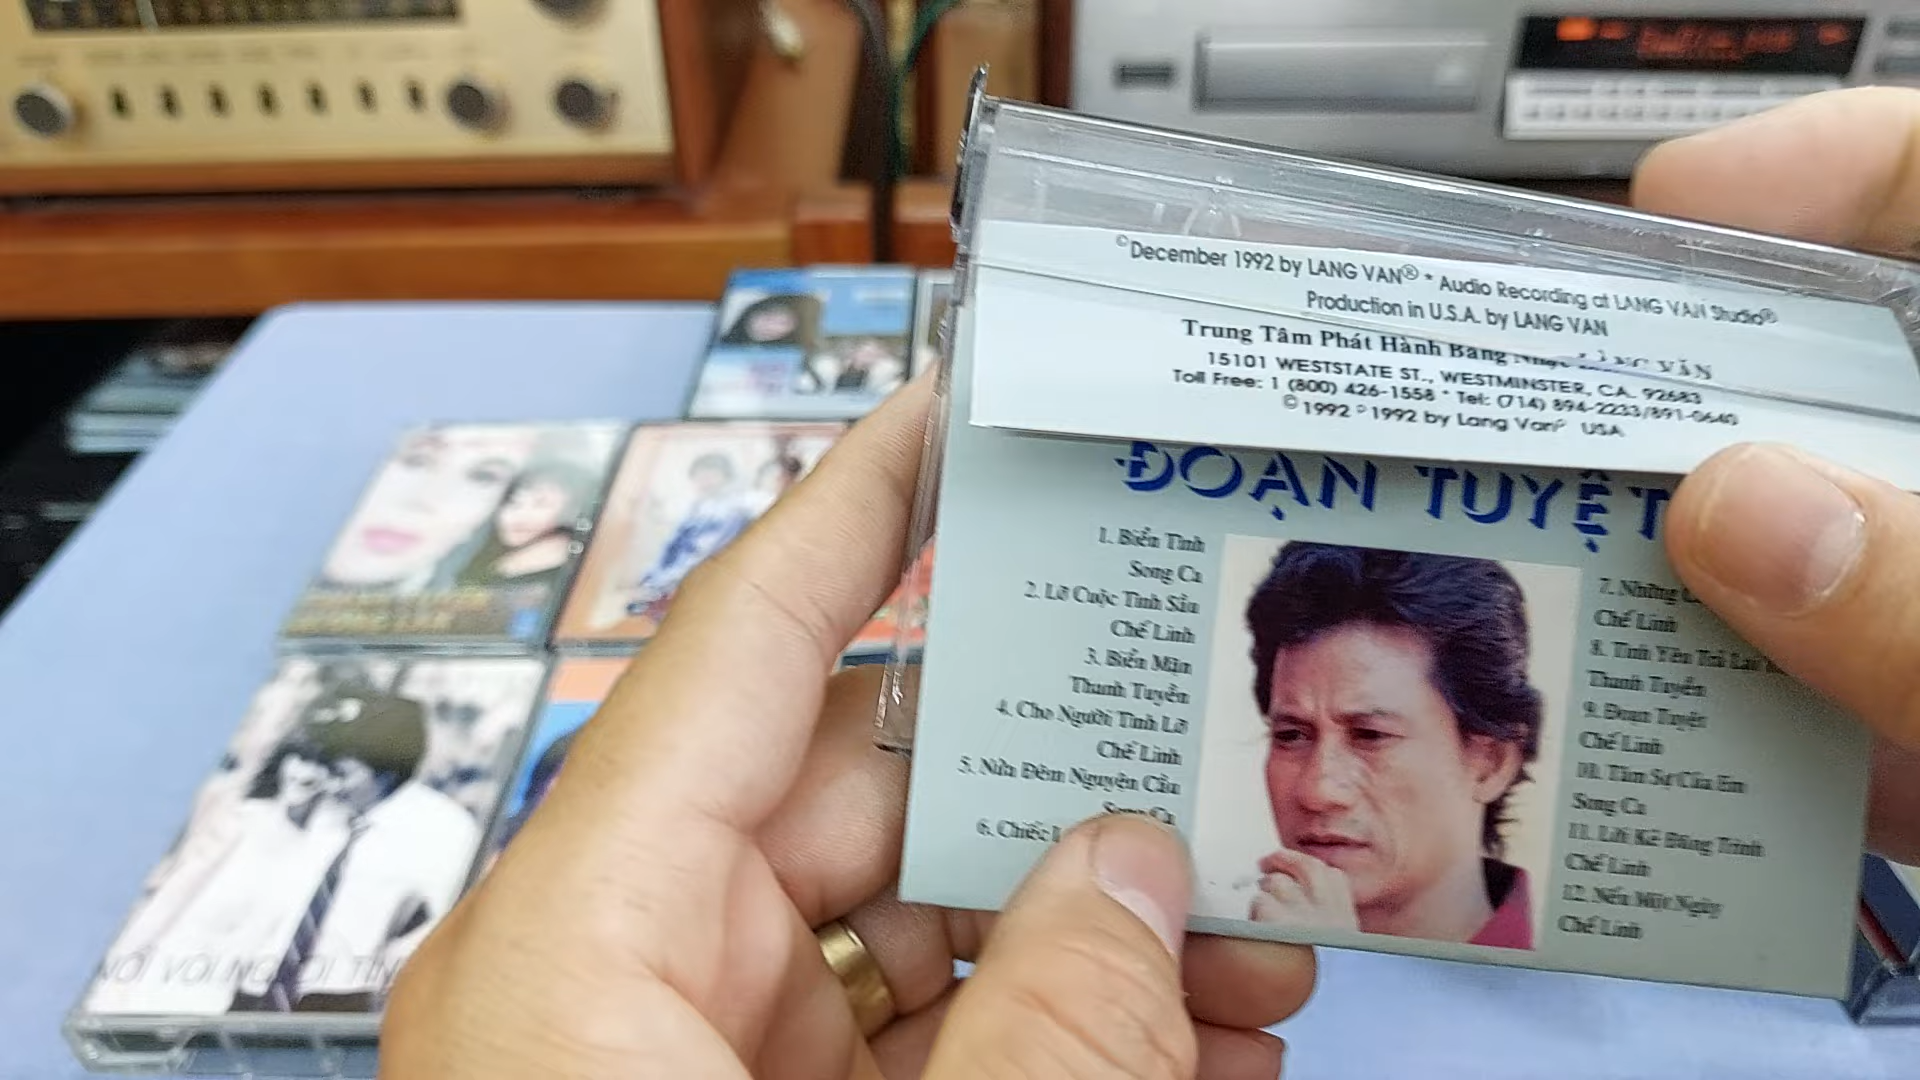 ©December 1992 by LANG VAN® * Audio Recording at LANG VAN Studio®
Production in U.S.A. by LANG VAN
Trung Tâm Phát Hành Băng
15101 WESTSTATE ST., WESTMINSTER, CA. 92683
Toll Free: 1 (800) 426-1558 * Tel: (714) 894-2233/891-0640
©1992 ℗1992 by Lang Van® USA
ĐOẠN TUYỆT
1. Biển Tình
Song Ca
2. Lỡ Cuộc Tình Sầu
Chế Linh
3. Biển Mặn
Thanh Tuyền
4. Cho Người Tình Lỡ
Chế Linh
5. Nửa Đêm Nguyện Cầu
Song Ca
6. Chiếc
7. Những
Chế Linh
8. Tình Yêu Trả Lại
Thanh Tuyền
9. Đoạn Tuyệt
Chế Linh
10. Tâm Sự Của Em
Song Ca
11. Lời Kẻ Đăng Trình
Chế Linh
12. Nếu Một Ngày
Chế Linh